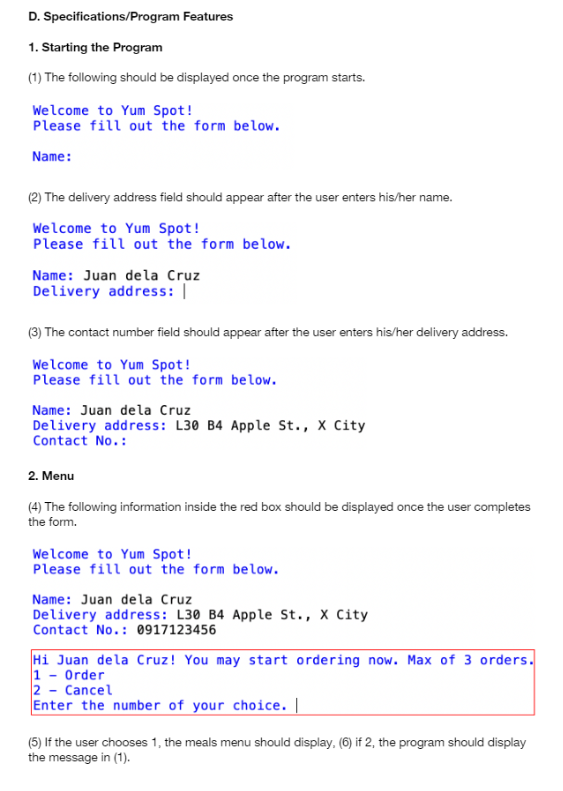 D. Specifications/Program Features
1. Starting the Program
(1) The following should be displayed once the program starts.
Welcome to Yum Spot!
Please fill out the form below.
Name:
(2) The delivery address field should appear after the user enters his/her name.
Welcome to Yum Spot!
Please fill out the form below.
Name: Juan dela Cruz
Delivery address: |
(3) The contact number field should appear after the user enters his/her delivery address.
Welcome to Yum Spot!
Please fill out the form below.
Name: Juan dela Cruz
Delivery address: L30 B4 Apple St., X City
Contact No.:
2. Menu
(4) The following information inside the red box should be displayed once the user completes
the form.
Welcome to Yum Spot!
Please fill out the form below.
Name: Juan dela Cruz
Delivery address: L30 B4 Apple St., X City
Contact No.: 0917123456
Hi Juan dela Cruz! You may start ordering now. Max of 3 orders.
1 – Order
2 – Cancel
Enter the number of your choice. |
(5) If the user chooses 1, the meals menu should display, (6) if 2, the program should display
the message in (1).